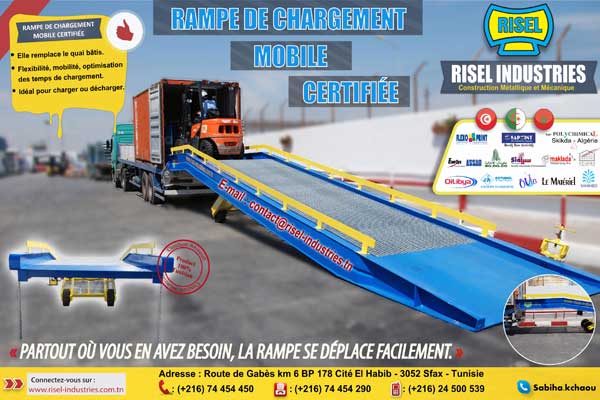 RAMPE DE CHARGEMENT
MOBILE CERTIFIÉE
Elle remplace le quai bâtis.
Flexibilité, mobilité, optimisation
des temps de chargement.
Idéal pour charger ou décharger.
RAMPE DE CHARGEMENT
MOBILE
CERTIFIÉE
RISEL
RISEL INDUSTRIES
Construction Métallique et Mécanique
POLYCHIMICAL
Skikda - Algérie
maklada
OiLibya
LE MATÉRIEL
E-mail : contact@risel-industries.tn
Product
100%
« PARTOUT OÙ VOUS EN AVEZ BESOIN, LA RAMPE SE DÉPLACE FACILEMENT. »
Adresse : Route de Gabès km 6 BP 178 Cité El Habib - 3052 Sfax - Tunisie
Connectez-vous sur :
www.risel-industries.com.tn
: (+216) 74 454 450
: (+216) 74 454 290
: (+216) 24 500 539
Sabiha.kchaou